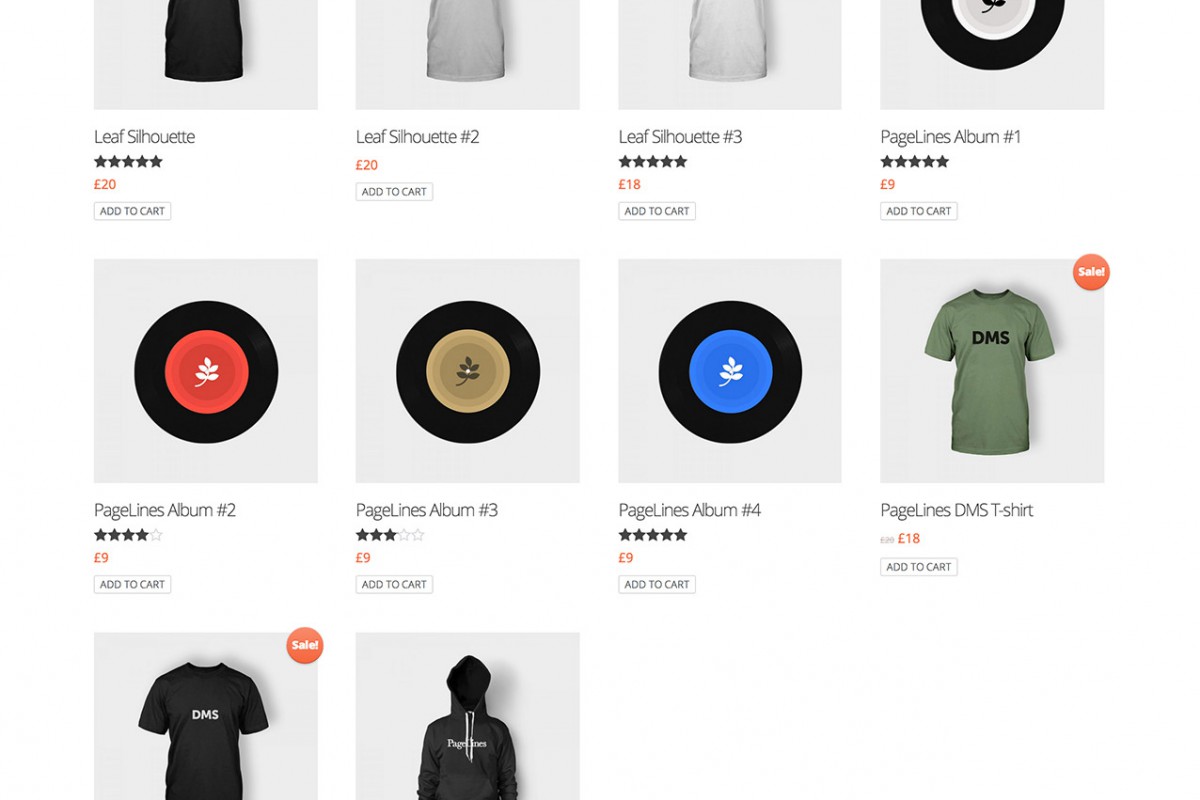 Leaf Silhouette
£20
ADD TO CART
Leaf Silhouette #2
£20
ADD TO CART
Leaf Silhouette #3
£18
ADD TO CART
PageLines Album #1
£9
ADD TO CART
PageLines Album #2
£9
ADD TO CART
PageLines Album #3
£9
ADD TO CART
PageLines Album #4
£9
ADD TO CART
Sale!
DMS
PageLines DMS T-shirt
£20 £18
ADD TO CART
Sale!
DMS
PageLines